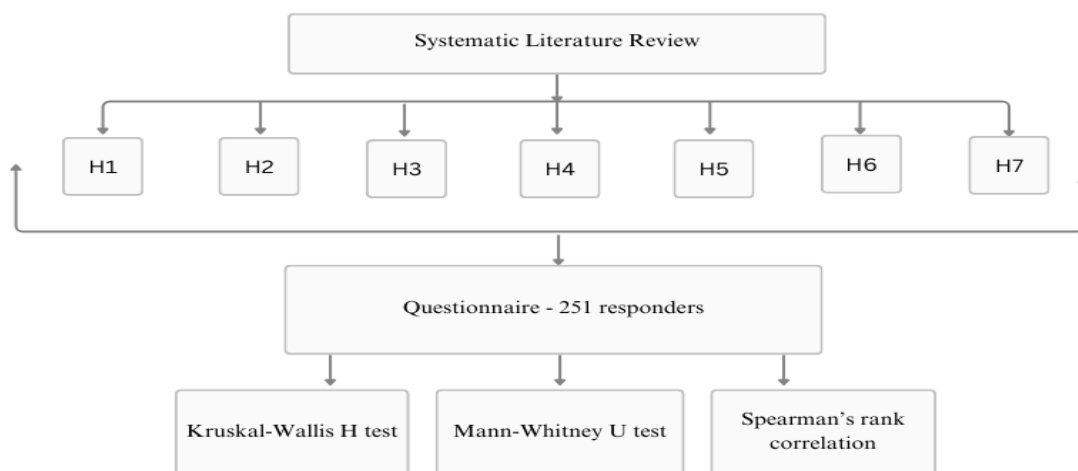 Systematic Literature Review
H1
H2
H3
H4
H5
H6
H7
Questionnaire - 251 responders
Kruskal-Wallis H test
Mann-Whitney U test
Spearman’s rank
correlation